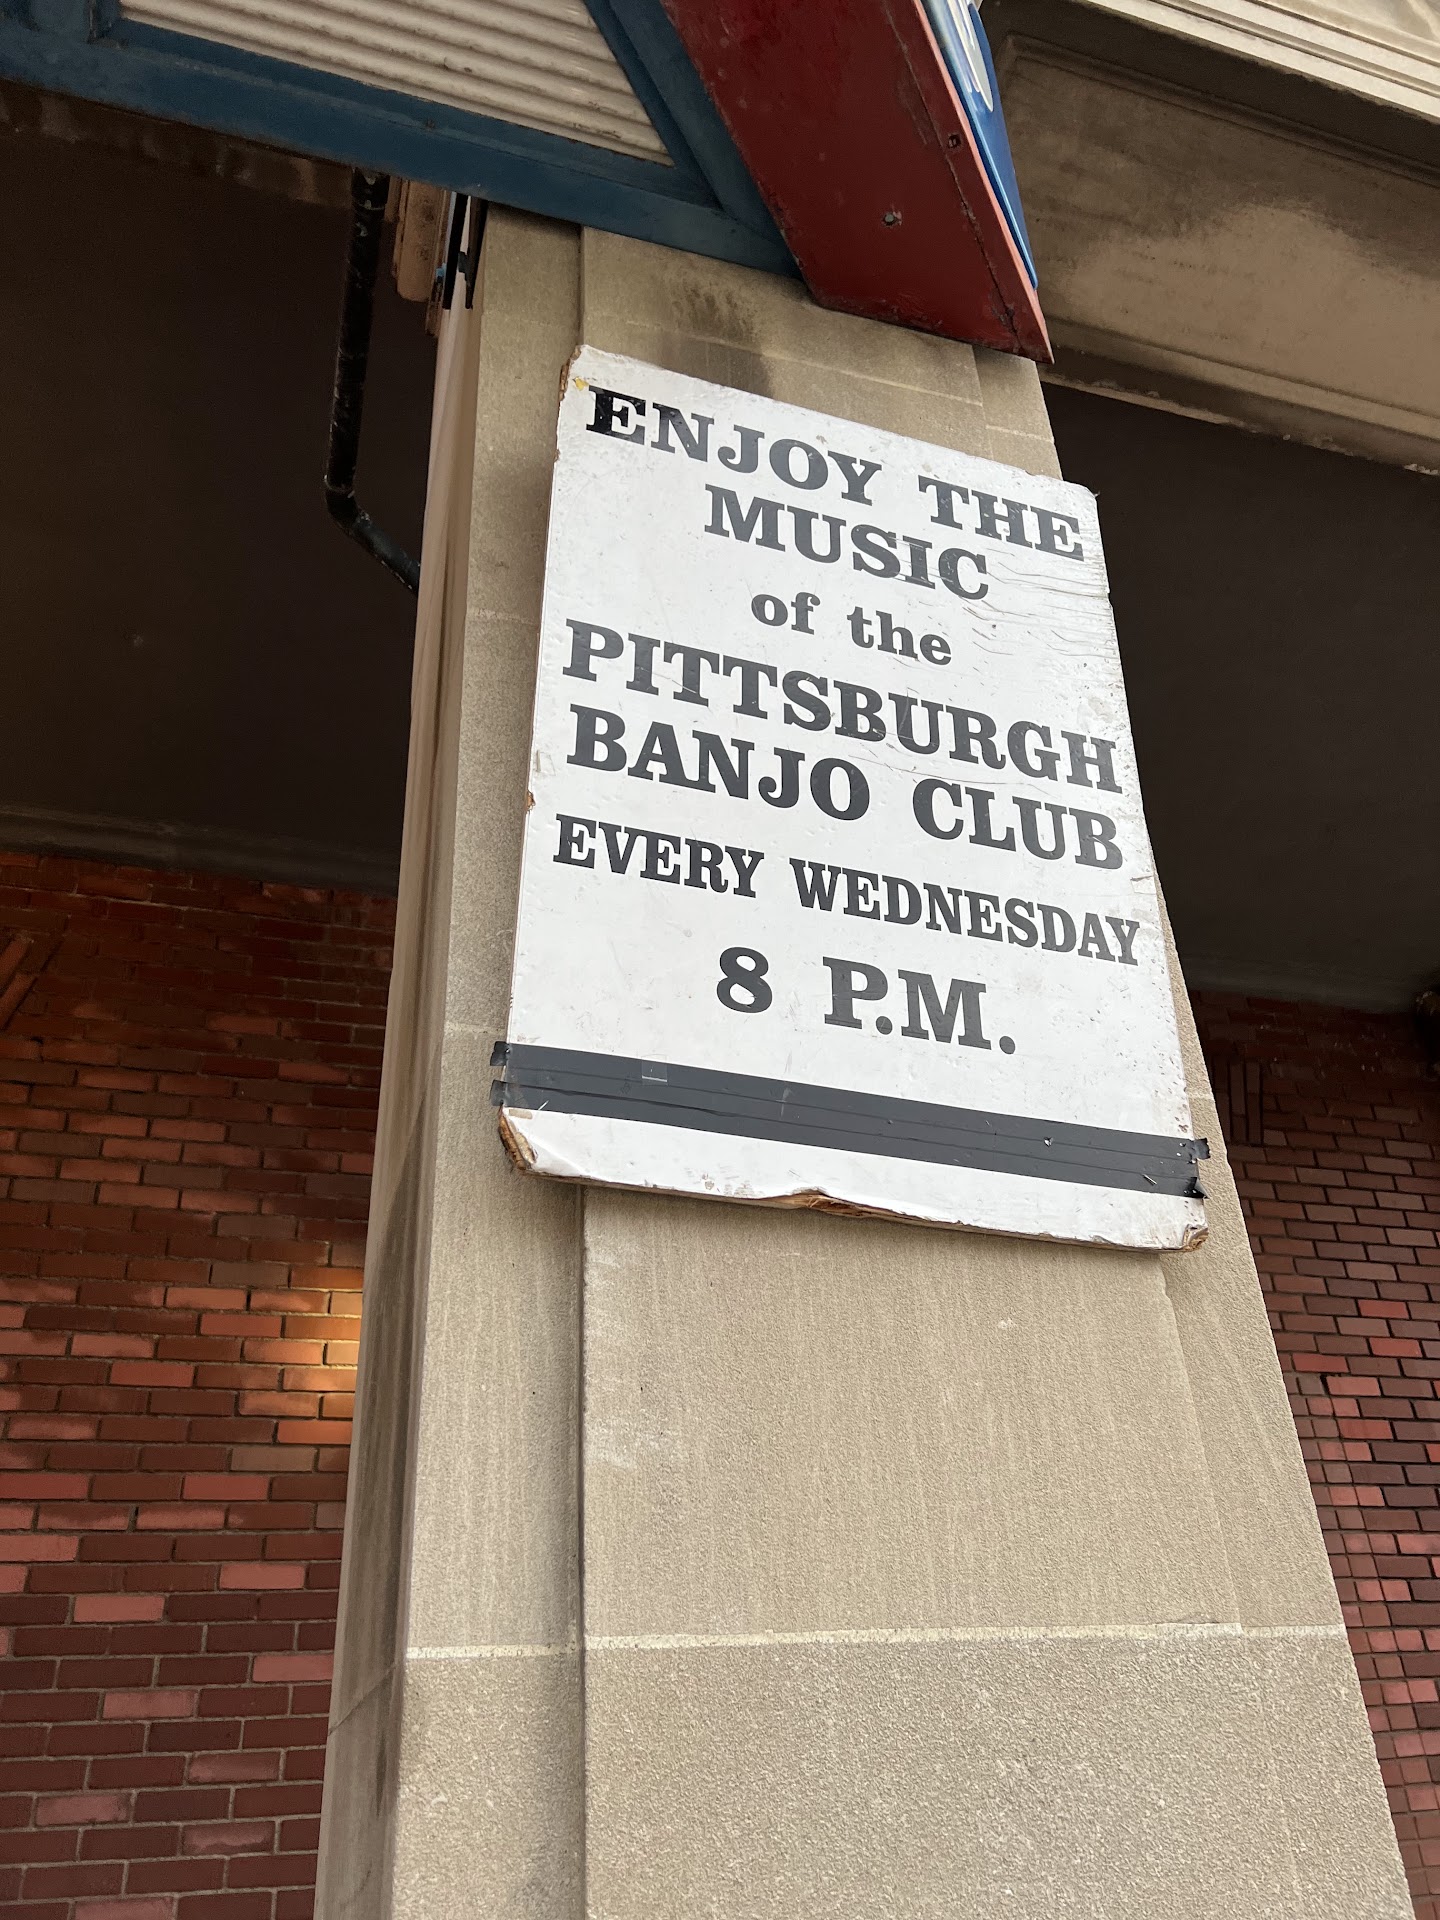 ENJOY THE
MUSIC
of the
PITTSBURGH
BANJO CLUB
EVERY WEDNESDAY
8 P.M.